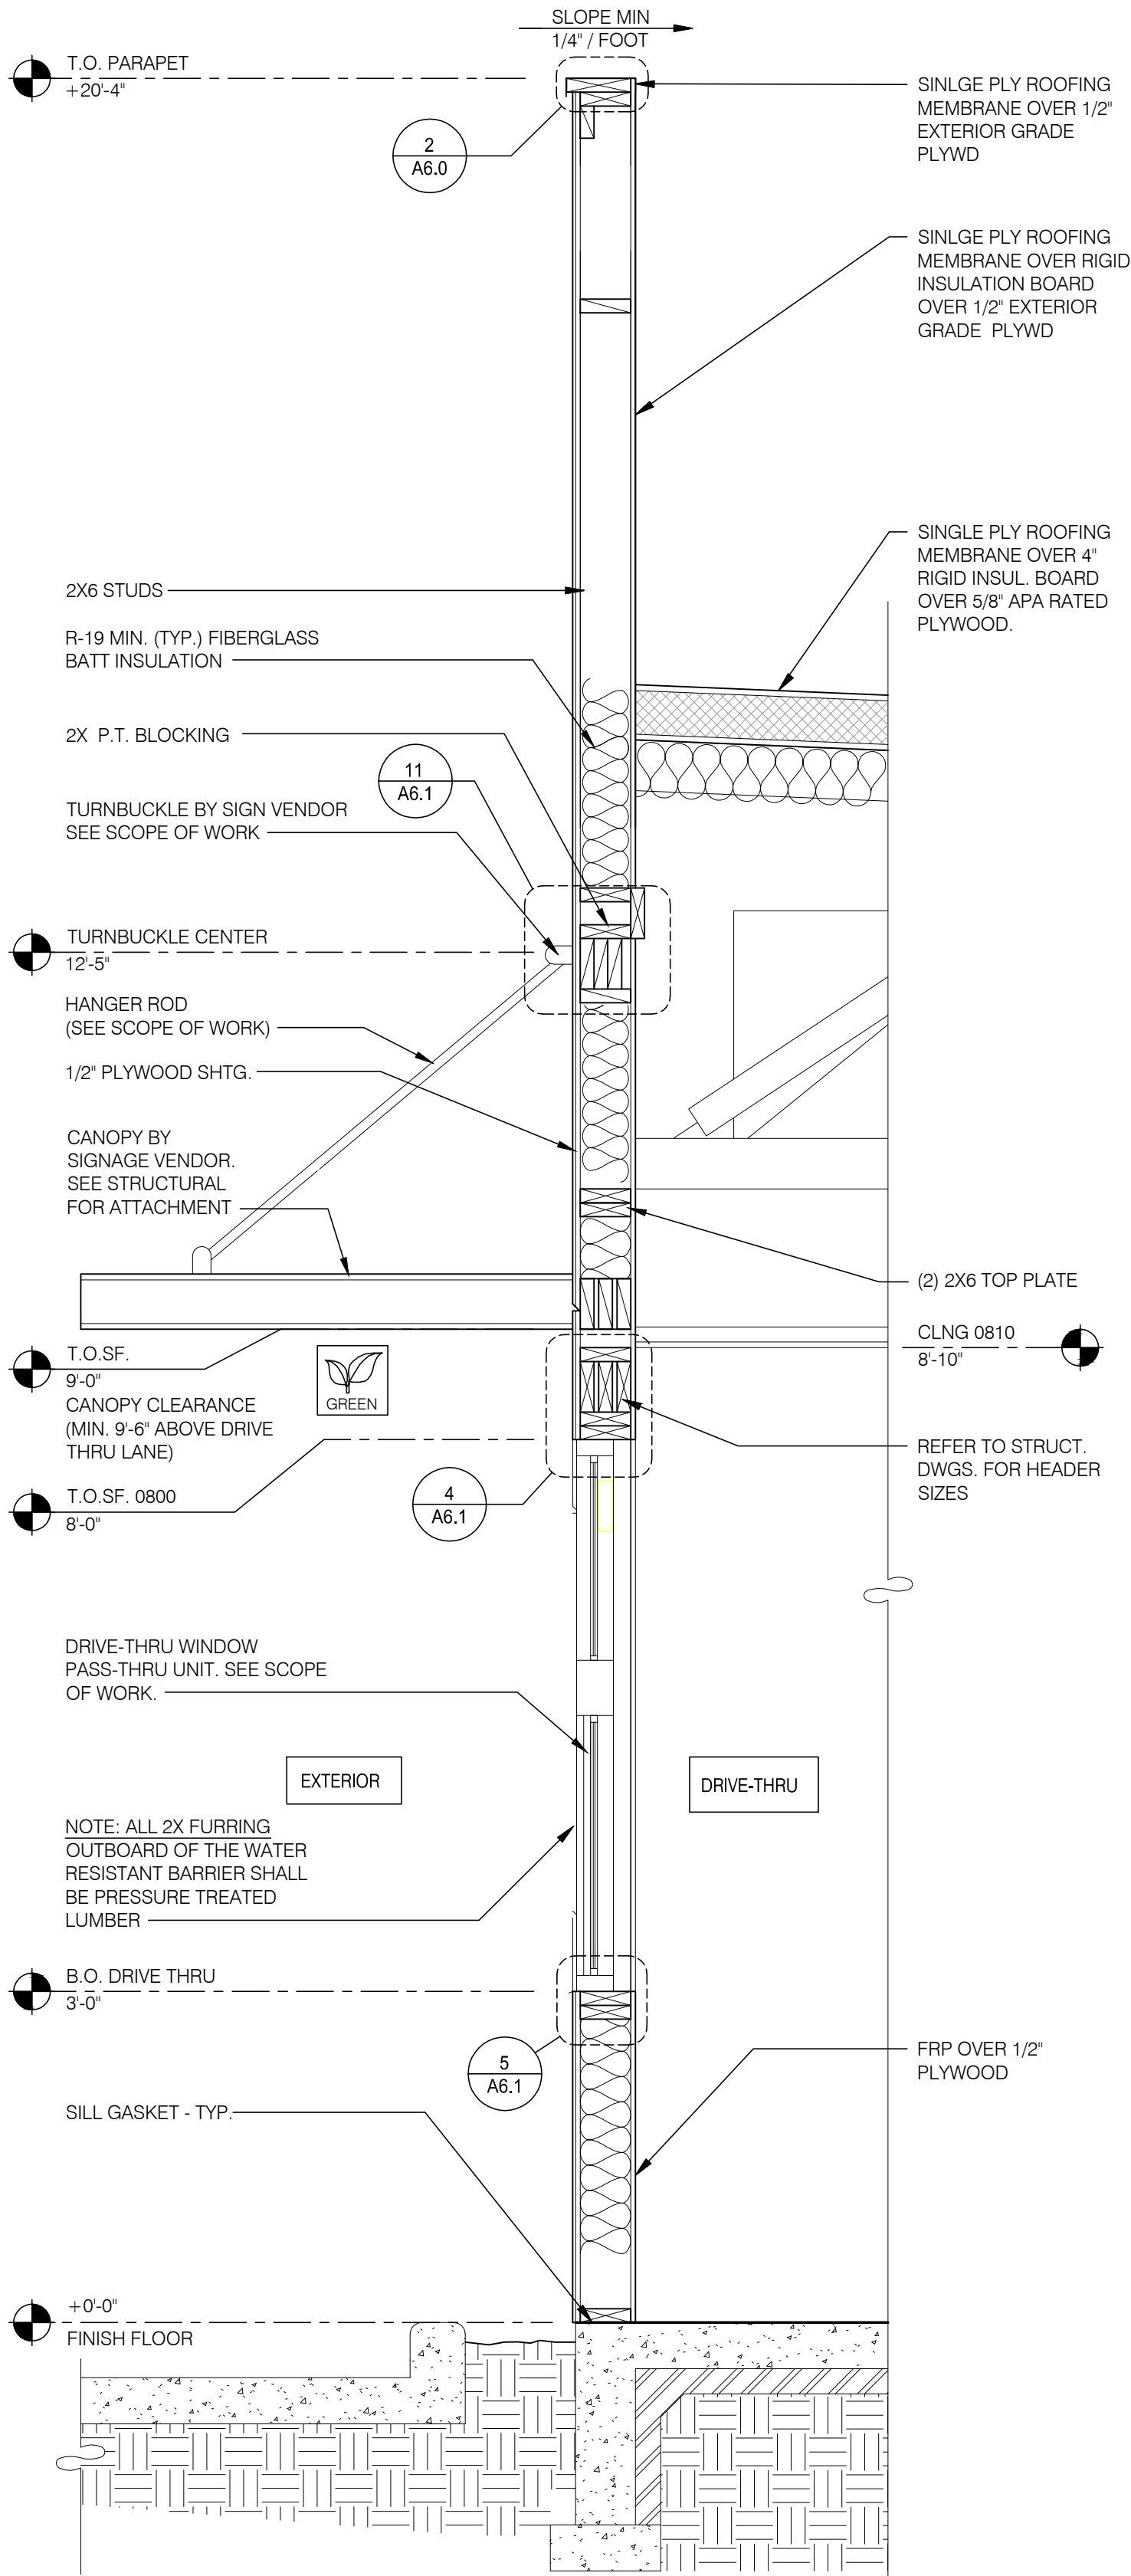 SLOPE MIN
1/4" / FOOT
T.O. PARAPET
+20'-4"
SINLGE PLY ROOFING
MEMBRANE OVER 1/2"
EXTERIOR GRADE
PLYWD
2
A6.0
SINLGE PLY ROOFING
MEMBRANE OVER RIGID
INSULATION BOARD
OVER 1/2" EXTERIOR
GRADE PLYWD
SINGLE PLY ROOFING
MEMBRANE OVER 4"
RIGID INSUL. BOARD
OVER 5/8" APA RATED
PLYWOOD.
2X6 STUDS
R-19 MIN. (TYP.) FIBERGLASS
BATT INSULATION
2X P.T. BLOCKING
11
A6.1
TURNBUCKLE BY SIGN VENDOR
SEE SCOPE OF WORK
TURNBUCKLE CENTER
12'-5"
HANGER ROD
(SEE SCOPE OF WORK)
1/2" PLYWOOD SHTG.
CANOPY BY
SIGNAGE VENDOR.
SEE STRUCTURAL
FOR ATTACHMENT
(2) 2X6 TOP PLATE
CLNG 0810
8'-10"
T.O.SF.
9'-0"
CANOPY CLEARANCE
(MIN. 9'-6" ABOVE DRIVE
THRU LANE)
GREEN
REFER TO STRUCT.
DWGS. FOR HEADER
SIZES
T.O.SF. 0800
8'-0"
4
A6.1
DRIVE-THRU WINDOW
PASS-THRU UNIT. SEE SCOPE
OF WORK.
EXTERIOR
DRIVE-THRU
NOTE: ALL 2X FURRING
OUTBOARD OF THE WATER
RESISTANT BARRIER SHALL
BE PRESSURE TREATED
LUMBER
B.O. DRIVE THRU
3'-0"
5
A6.1
FRP OVER 1/2"
PLYWOOD
SILL GASKET - TYP.
+0'-0"
FINISH FLOOR